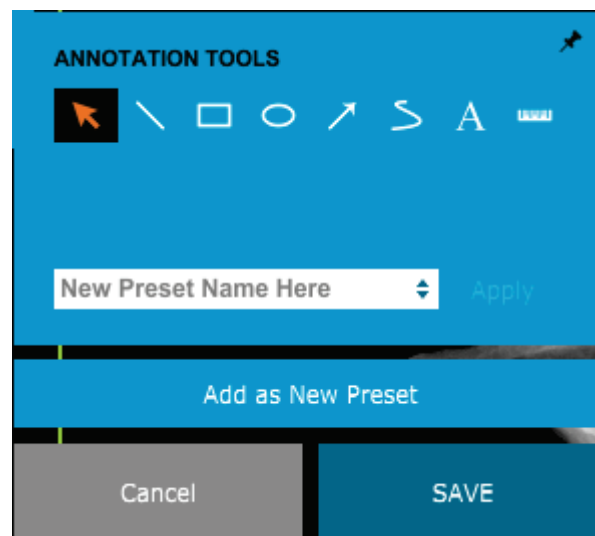 ANNOTATION TOOLS
A
New Preset Name Here
Apply
Add as New Preset
Cancel
SAVE